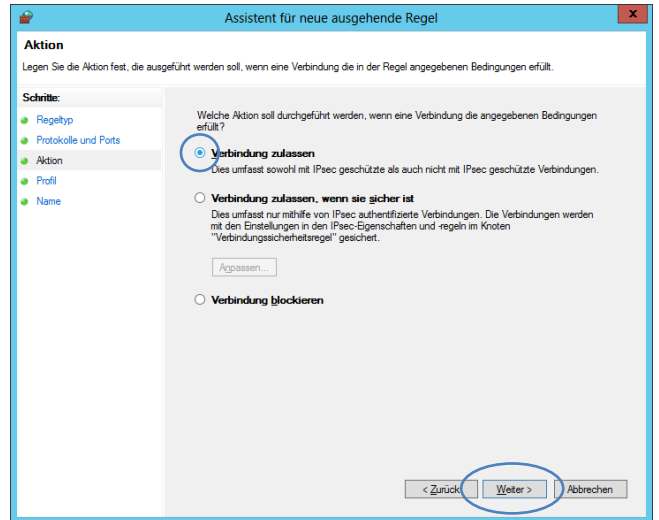 Assistent für neue ausgehende Regel
x
Aktion
Legen Sie die Aktion fest, die ausgeführt werden soll, wenn eine Verbindung die in der Regel angegebenen Bedingungen erfüllt.
Schritte:
Regeltyp
Protokolle und Ports
Aktion
Profil
Name
Welche Aktion soll durchgeführt werden, wenn eine Verbindung die angegebenen Bedingungen
erfüllt?
Verbindung zulassen
Dies umfasst sowohl mit IPsec geschützte als auch nicht mit IPsec geschützte Verbindungen.
Verbindung zulassen, wenn sie sicher ist
Dies umfasst nur mithilfe von IPsec authentifizierte Verbindungen. Die Verbindungen werden
mit den Einstellungen in den IPsec-Eigenschaften und -regeln im Knoten
"Verbindungssicherheitsregel" gesichert.
Anpassen...
Verbindung blockieren
< Zurück
Weiter >
Abbrechen